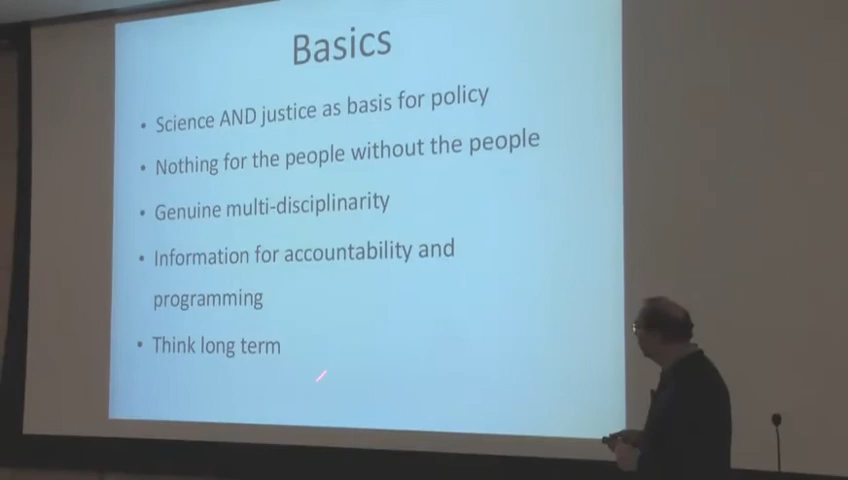 Basics
• Science AND justice as basis for policy
• Nothing for the people without the people
• Genuine multi-disciplinarity
• Information for accountability and
programming
• Think long term